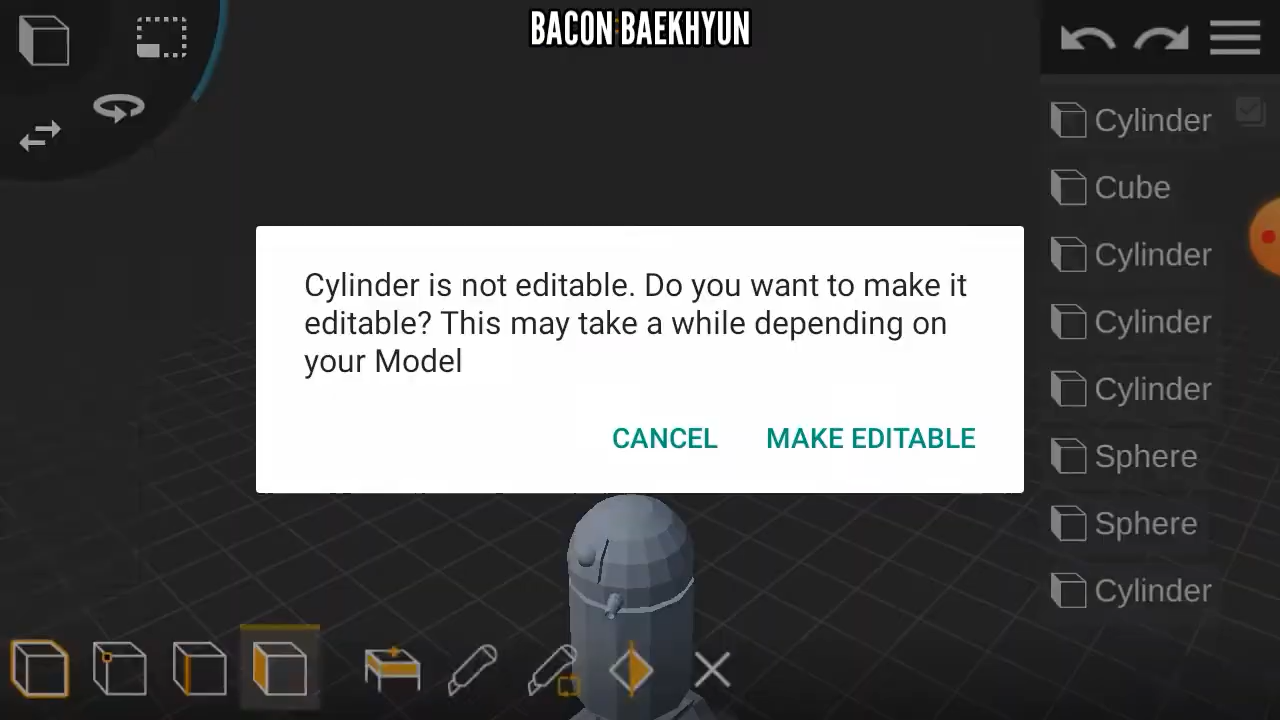 BACON BAEKHYUN
Cylinder
Cube
Cylinder
Cylinder
Cylinder
Sphere
Sphere
Cylinder
Cylinder is not editable. Do you want to make it
editable? This may take a while depending on
your Model
CANCEL MAKE EDITABLE